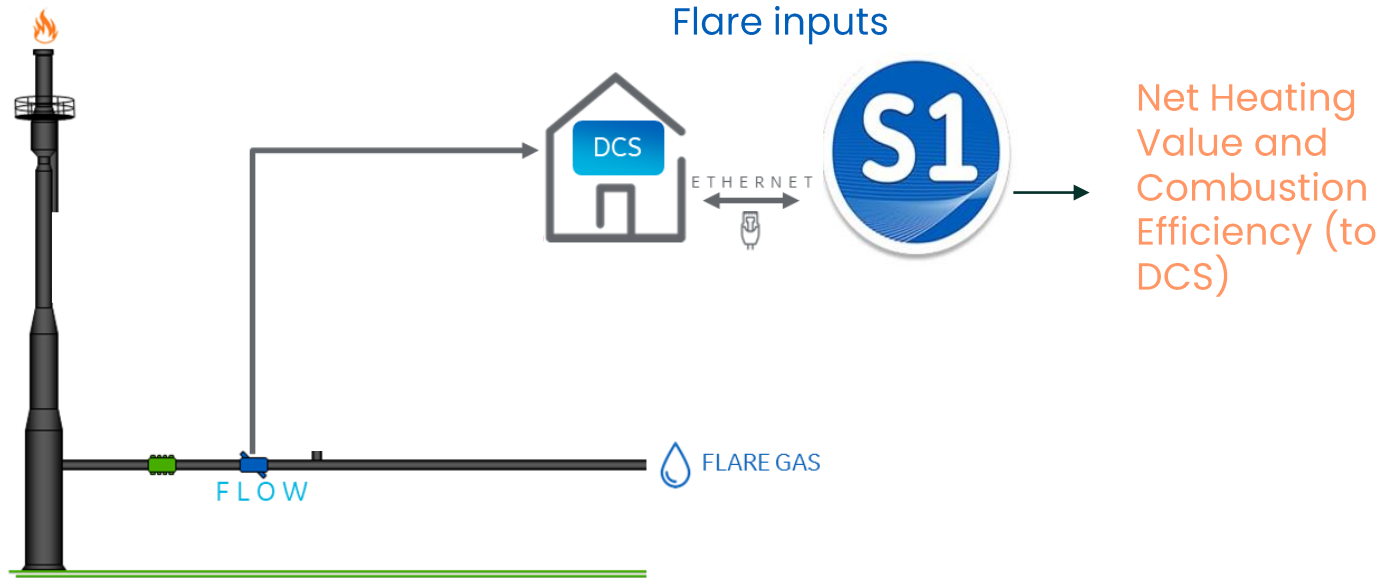 Flare inputs
DCS
ETHERNET
S1
Net Heating
Value and
Combustion
Efficiency (to
DCS)
FLOW
FLARE GAS